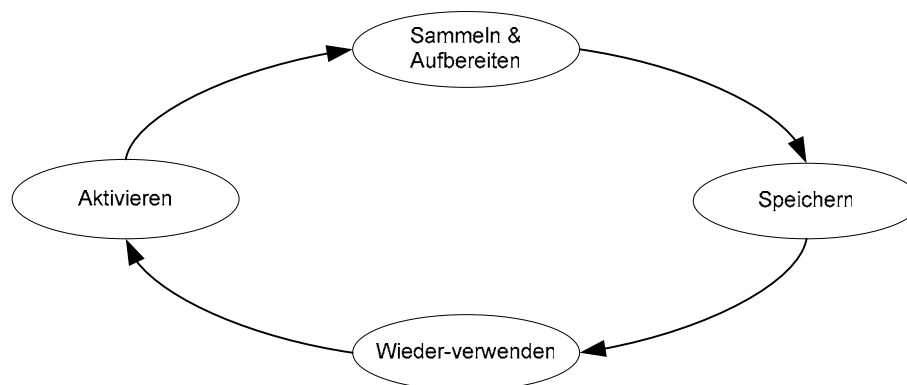 Sammeln &
Aufbereiten
Aktivieren
Speichern
Wieder-verwenden